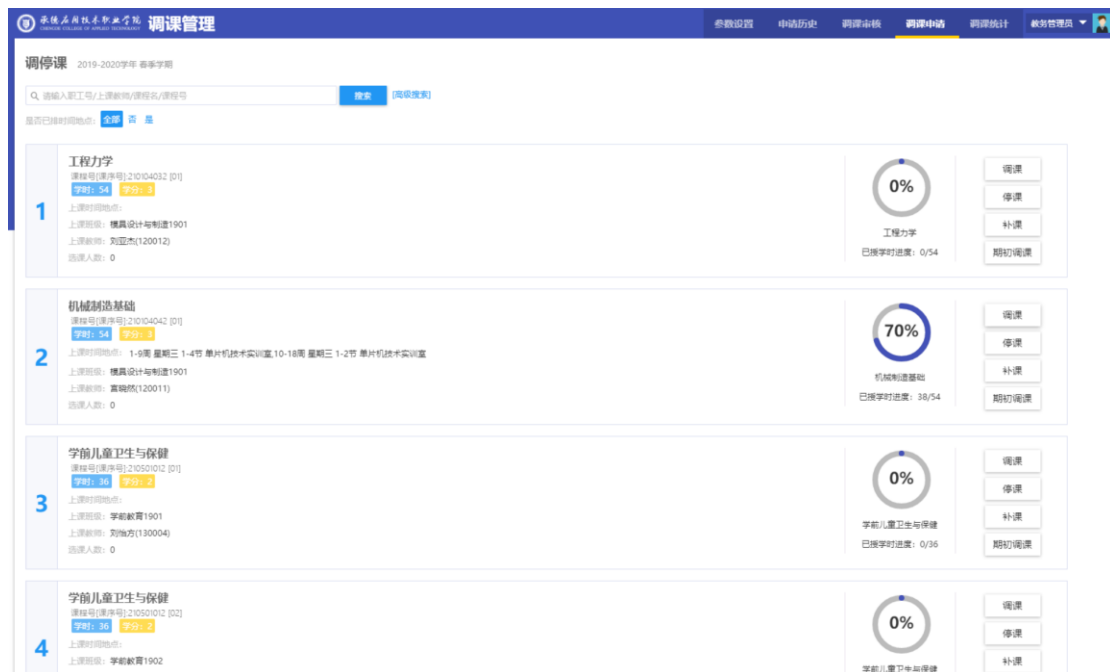 承德应用技术职业学院 调课管理
CHENGDE COLLEGE OF APPLIED TECHNOLOGY
参数设置 申请历史 调课审核 调课申请 调课统计 教务管理员
调停课 2019-2020学年 春季学期
请输入职工号/上课教师/课程名/课程号 搜索 [高级搜索]
是否已排时间地点: 全部 否 是
1
工程力学
课程号[课序号]:210104032 [01]
学时: 54 学分: 3
上课时间地点:
上课班级: 模具设计与制造1901
上课教师: 刘亚杰(120012)
选课人数: 0
0%
工程力学
已授学时进度: 0/54
调课
停课
补课
期初调课
2
机械制造基础
课程号[课序号]:210104042 [01]
学时: 54 学分: 3
上课时间地点: 1-9周 星期三 1-4节 单片机技术实训室,10-18周 星期三 1-2节 单片机技术实训室
上课班级: 模具设计与制造1901
上课教师: 富晓然(120011)
选课人数: 0
70%
机械制造基础
已授学时进度: 38/54
调课
停课
补课
期初调课
3
学前儿童卫生与保健
课程号[课序号]:210501012 [01]
学时: 36 学分: 2
上课时间地点:
上课班级: 学前教育1901
上课教师: 刘怡方(130004)
选课人数: 0
0%
学前儿童卫生与保健
已授学时进度: 0/36
调课
停课
补课
期初调课
4
学前儿童卫生与保健
课程号[课序号]:210501012 [02]
学时: 36 学分: 2
上课时间地点:
上课班级: 学前教育1902
0%
学前儿童卫生与保健
调课
停课
补课